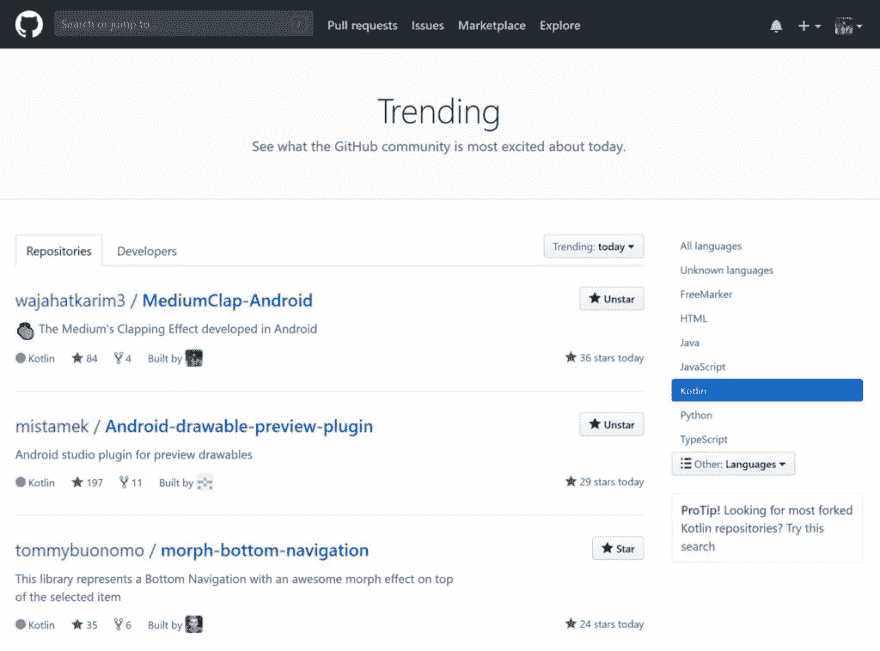 Search or jump to... /
Pull requests Issues Marketplace Explore
Trending
See what the GitHub community is most excited about today.
Repositories Developers
Trending: today
wajahatkarim3 / MediumClap-Android
Unstar
The Medium's Clapping Effect developed in Android
Kotlin 84 4 Built by
36 stars today
mistamek / Android-drawable-preview-plugin
Unstar
Android studio plugin for preview drawables
Kotlin 197 11 Built by
29 stars today
tommybuonomo / morph-bottom-navigation
Star
This library represents a Bottom Navigation with an awesome morph effect on top
of the selected item
Kotlin 35 6 Built by
24 stars today
All languages
Unknown languages
FreeMarker
HTML
Java
JavaScript
Kotlin
Python
TypeScript
Other: Languages
ProTip! Looking for most forked
Kotlin repositories? Try this
search